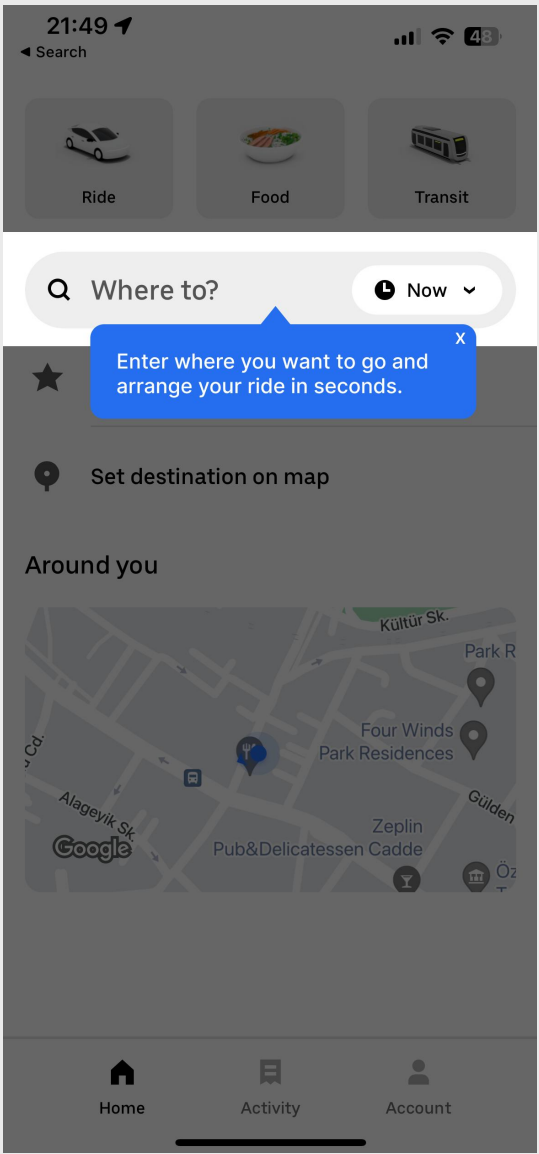 21:49
48
◀ Search
Ride
Food
Transit
Where to?
Now
x
Enter where you want to go and
arrange your ride in seconds.
Set destination on map
Around you
Kültür Sk.
Park R
Four Winds
Park Residences
Cd.
Alageyik Sk.
Gülden
Zeplin
Pub&Delicatessen Cadde
Google
Öz
Home
Activity
Account